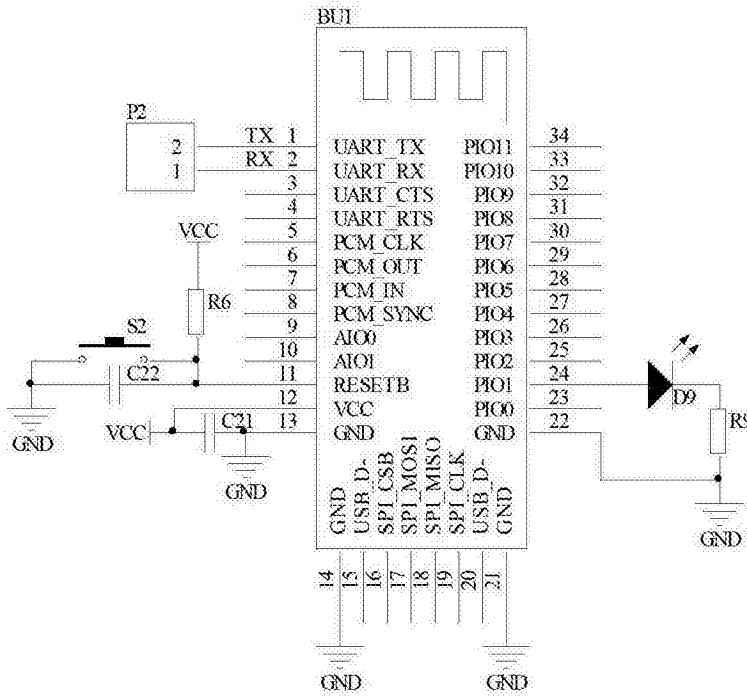 BU1
P2
2
1
TX 1 UART_TX PIO11 34
RX 2 UART_RX PIO10 33
3 UART_CTS PIO9 32
4 UART_RTS PIO8 31
VCC
5 PCM_CLK PIO7 30
6 PCM_OUT PIO6 29
7 PCM_IN PIO5 28
R6
8 PCM_SYNC PIO4 27
S2
9 AIO0 PIO3 26
10 AIO1 PIO2 25
C22
11 RESETB PIO1 24
D9
12 VCC PIO0 23
VCC
C21
13 GND GND 22
GND
GND
GND
GND
USB_D-
SPI_CSB
SPI_MOSI
SPI_MISO
SPI_CLK
USB_D-
GND
14
15
16
17
18
19
20
21
GND
GND